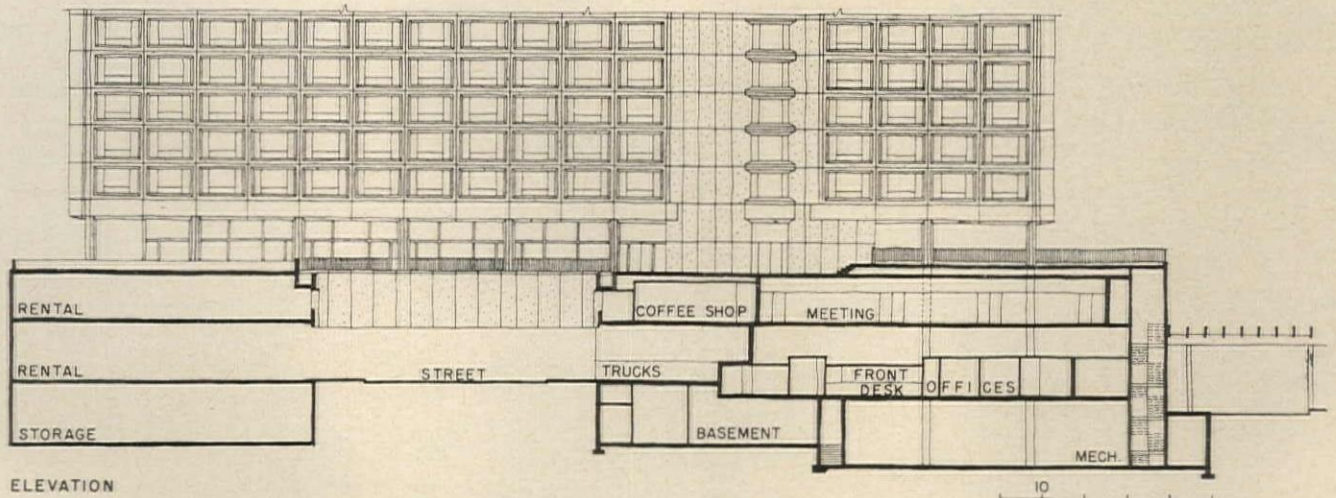 RENTAL
COFFEE SHOP
MEETING
RENTAL
STREET
TRUCKS
FRONT
DESK
OFFICES
STORAGE
BASEMENT
MECH.
ELEVATION
10